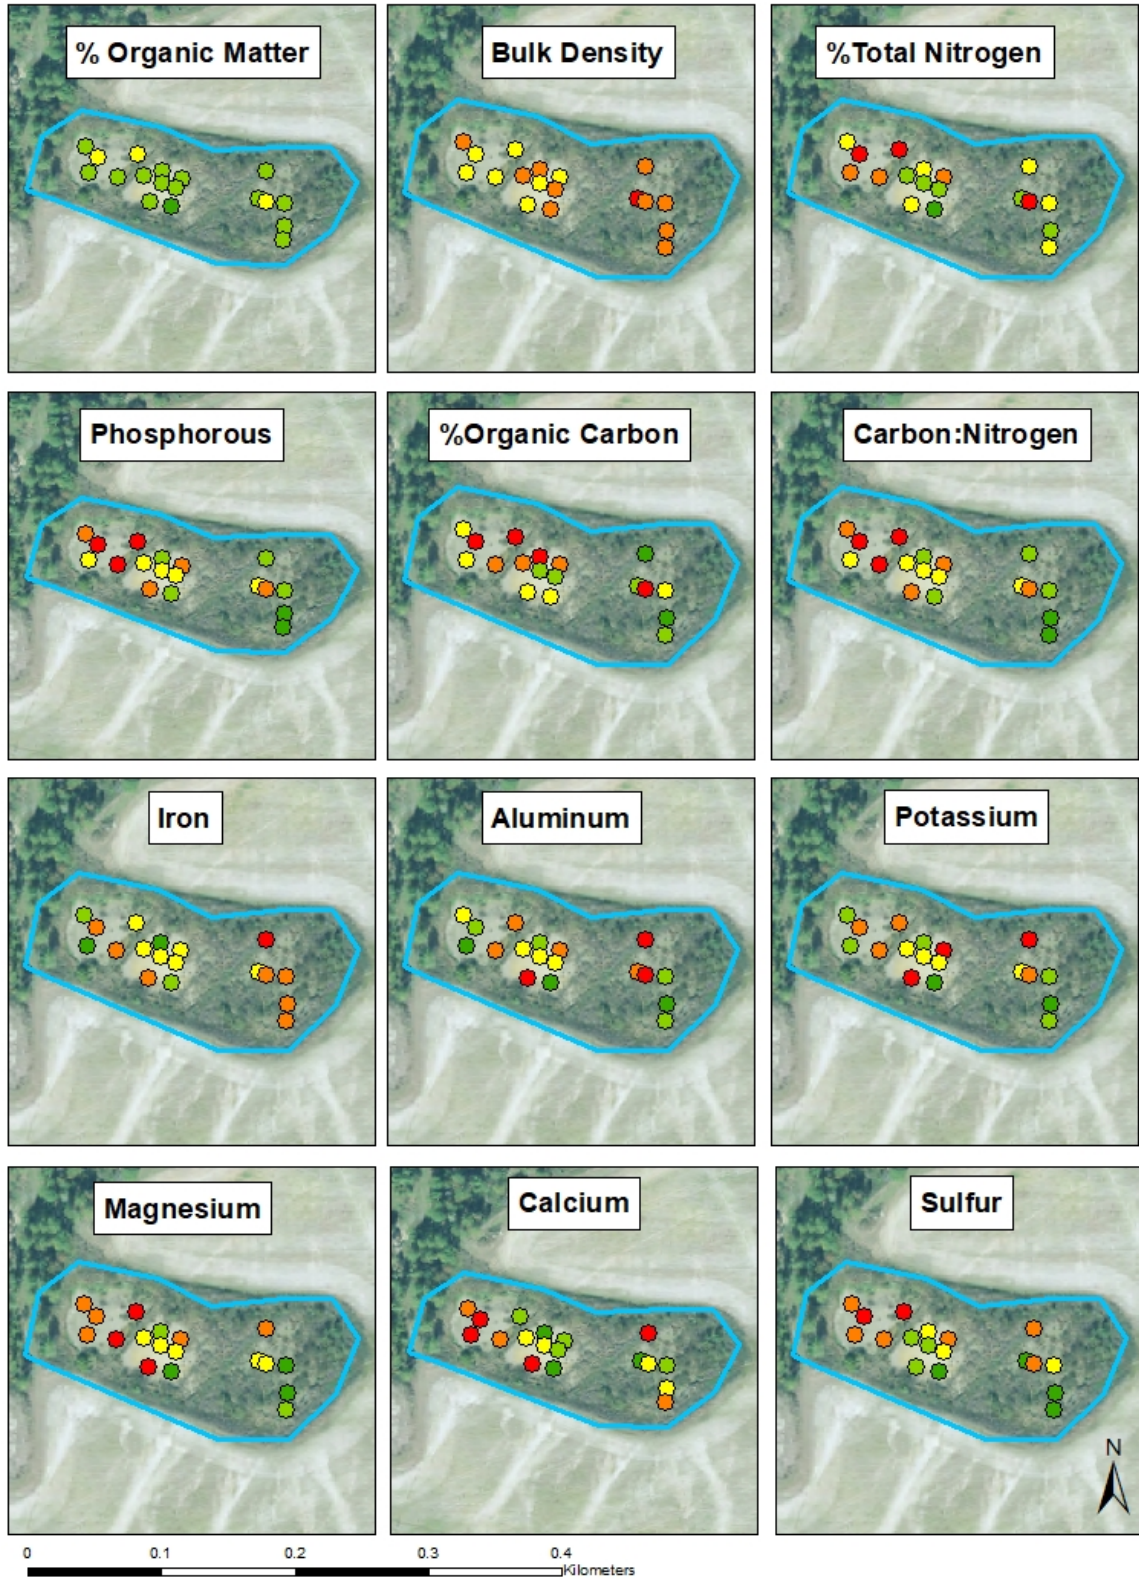 % Organic Matter
Bulk Density
%Total Nitrogen
Phosphorous
%Organic Carbon
Carbon:Nitrogen
Iron
Aluminum
Potassium
Magnesium
Calcium
Sulfur
N
0 0.1 0.2 0.3 0.4
Kilometers